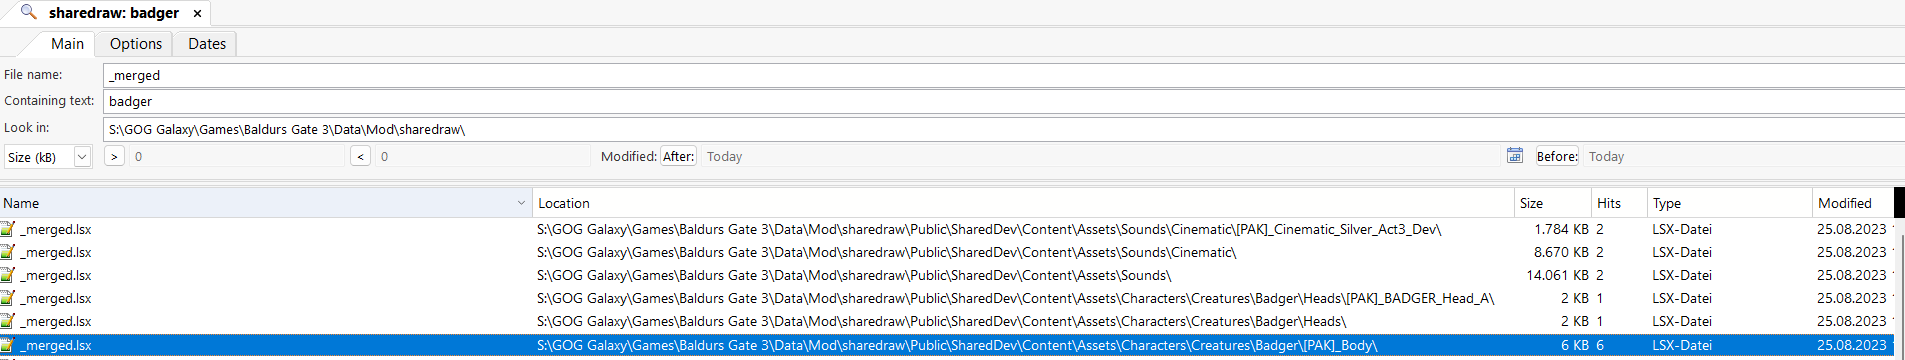 sharedraw: badger ×
Main Options Dates
File name: _merged
Containing text: badger
Look in: S:\GOG Galaxy\Games\Baldurs Gate 3\Data\Mod\sharedraw\
Size (kB) > 0 < 0 Modified: After: Today Before: Today
Name Location Size Hits Type Modified
_merged.lsx S:\GOG Galaxy\Games\Baldurs Gate 3\Data\Mod\sharedraw\Public\SharedDev\Content\Assets\Sounds\Cinematic\[PAK]_Cinematic_Silver_Act3_Dev\ 1.784 KB 2 LSX-Datei 25.08.2023
_merged.lsx S:\GOG Galaxy\Games\Baldurs Gate 3\Data\Mod\sharedraw\Public\SharedDev\Content\Assets\Sounds\Cinematic\ 8.670 KB 2 LSX-Datei 25.08.2023
_merged.lsx S:\GOG Galaxy\Games\Baldurs Gate 3\Data\Mod\sharedraw\Public\SharedDev\Content\Assets\Sounds\ 14.061 KB 2 LSX-Datei 25.08.2023
_merged.lsx S:\GOG Galaxy\Games\Baldurs Gate 3\Data\Mod\sharedraw\Public\SharedDev\Content\Assets\Characters\Creatures\Badger\Heads\[PAK]_BADGER_Head_A\ 2 KB 1 LSX-Datei 25.08.2023
_merged.lsx S:\GOG Galaxy\Games\Baldurs Gate 3\Data\Mod\sharedraw\Public\SharedDev\Content\Assets\Characters\Creatures\Badger\Heads\ 2 KB 1 LSX-Datei 25.08.2023
_merged.lsx S:\GOG Galaxy\Games\Baldurs Gate 3\Data\Mod\sharedraw\Public\SharedDev\Content\Assets\Characters\Creatures\Badger\[PAK]_Body\ 6 KB 6 LSX-Datei 25.08.2023